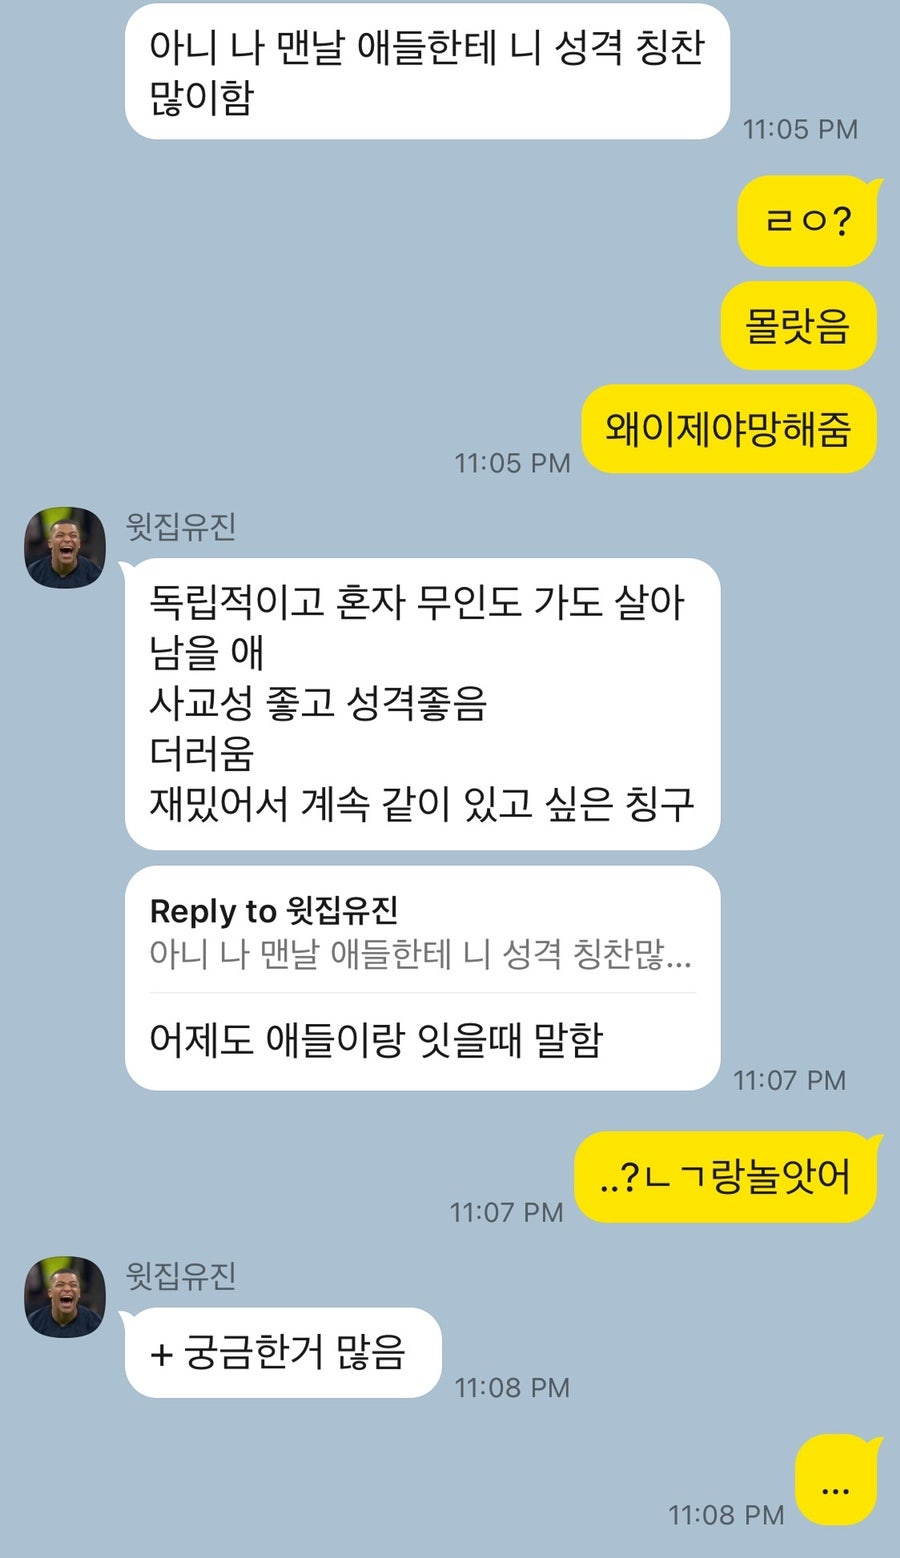 아니 나 맨날 애들한테 니 성격 칭찬
많이함
11:05 PM
ㄹㅇ?
몰랏음
왜이제야망해줌
11:05 PM
윗집유진
독립적이고 혼자 무인도 가도 살아
남을 애
사교성 좋고 성격좋음
더러움
재밌어서 계속 같이 있고 싶은 칭구
Reply to 윗집유진
아니 나 맨날 애들한테 니 성격 칭찬많...
어제도 애들이랑 잇을때 말함
11:07 PM
..?ㄴㄱ랑놀앗어
11:07 PM
윗집유진
+ 궁금한거 많음
11:08 PM
...
11:08 PM